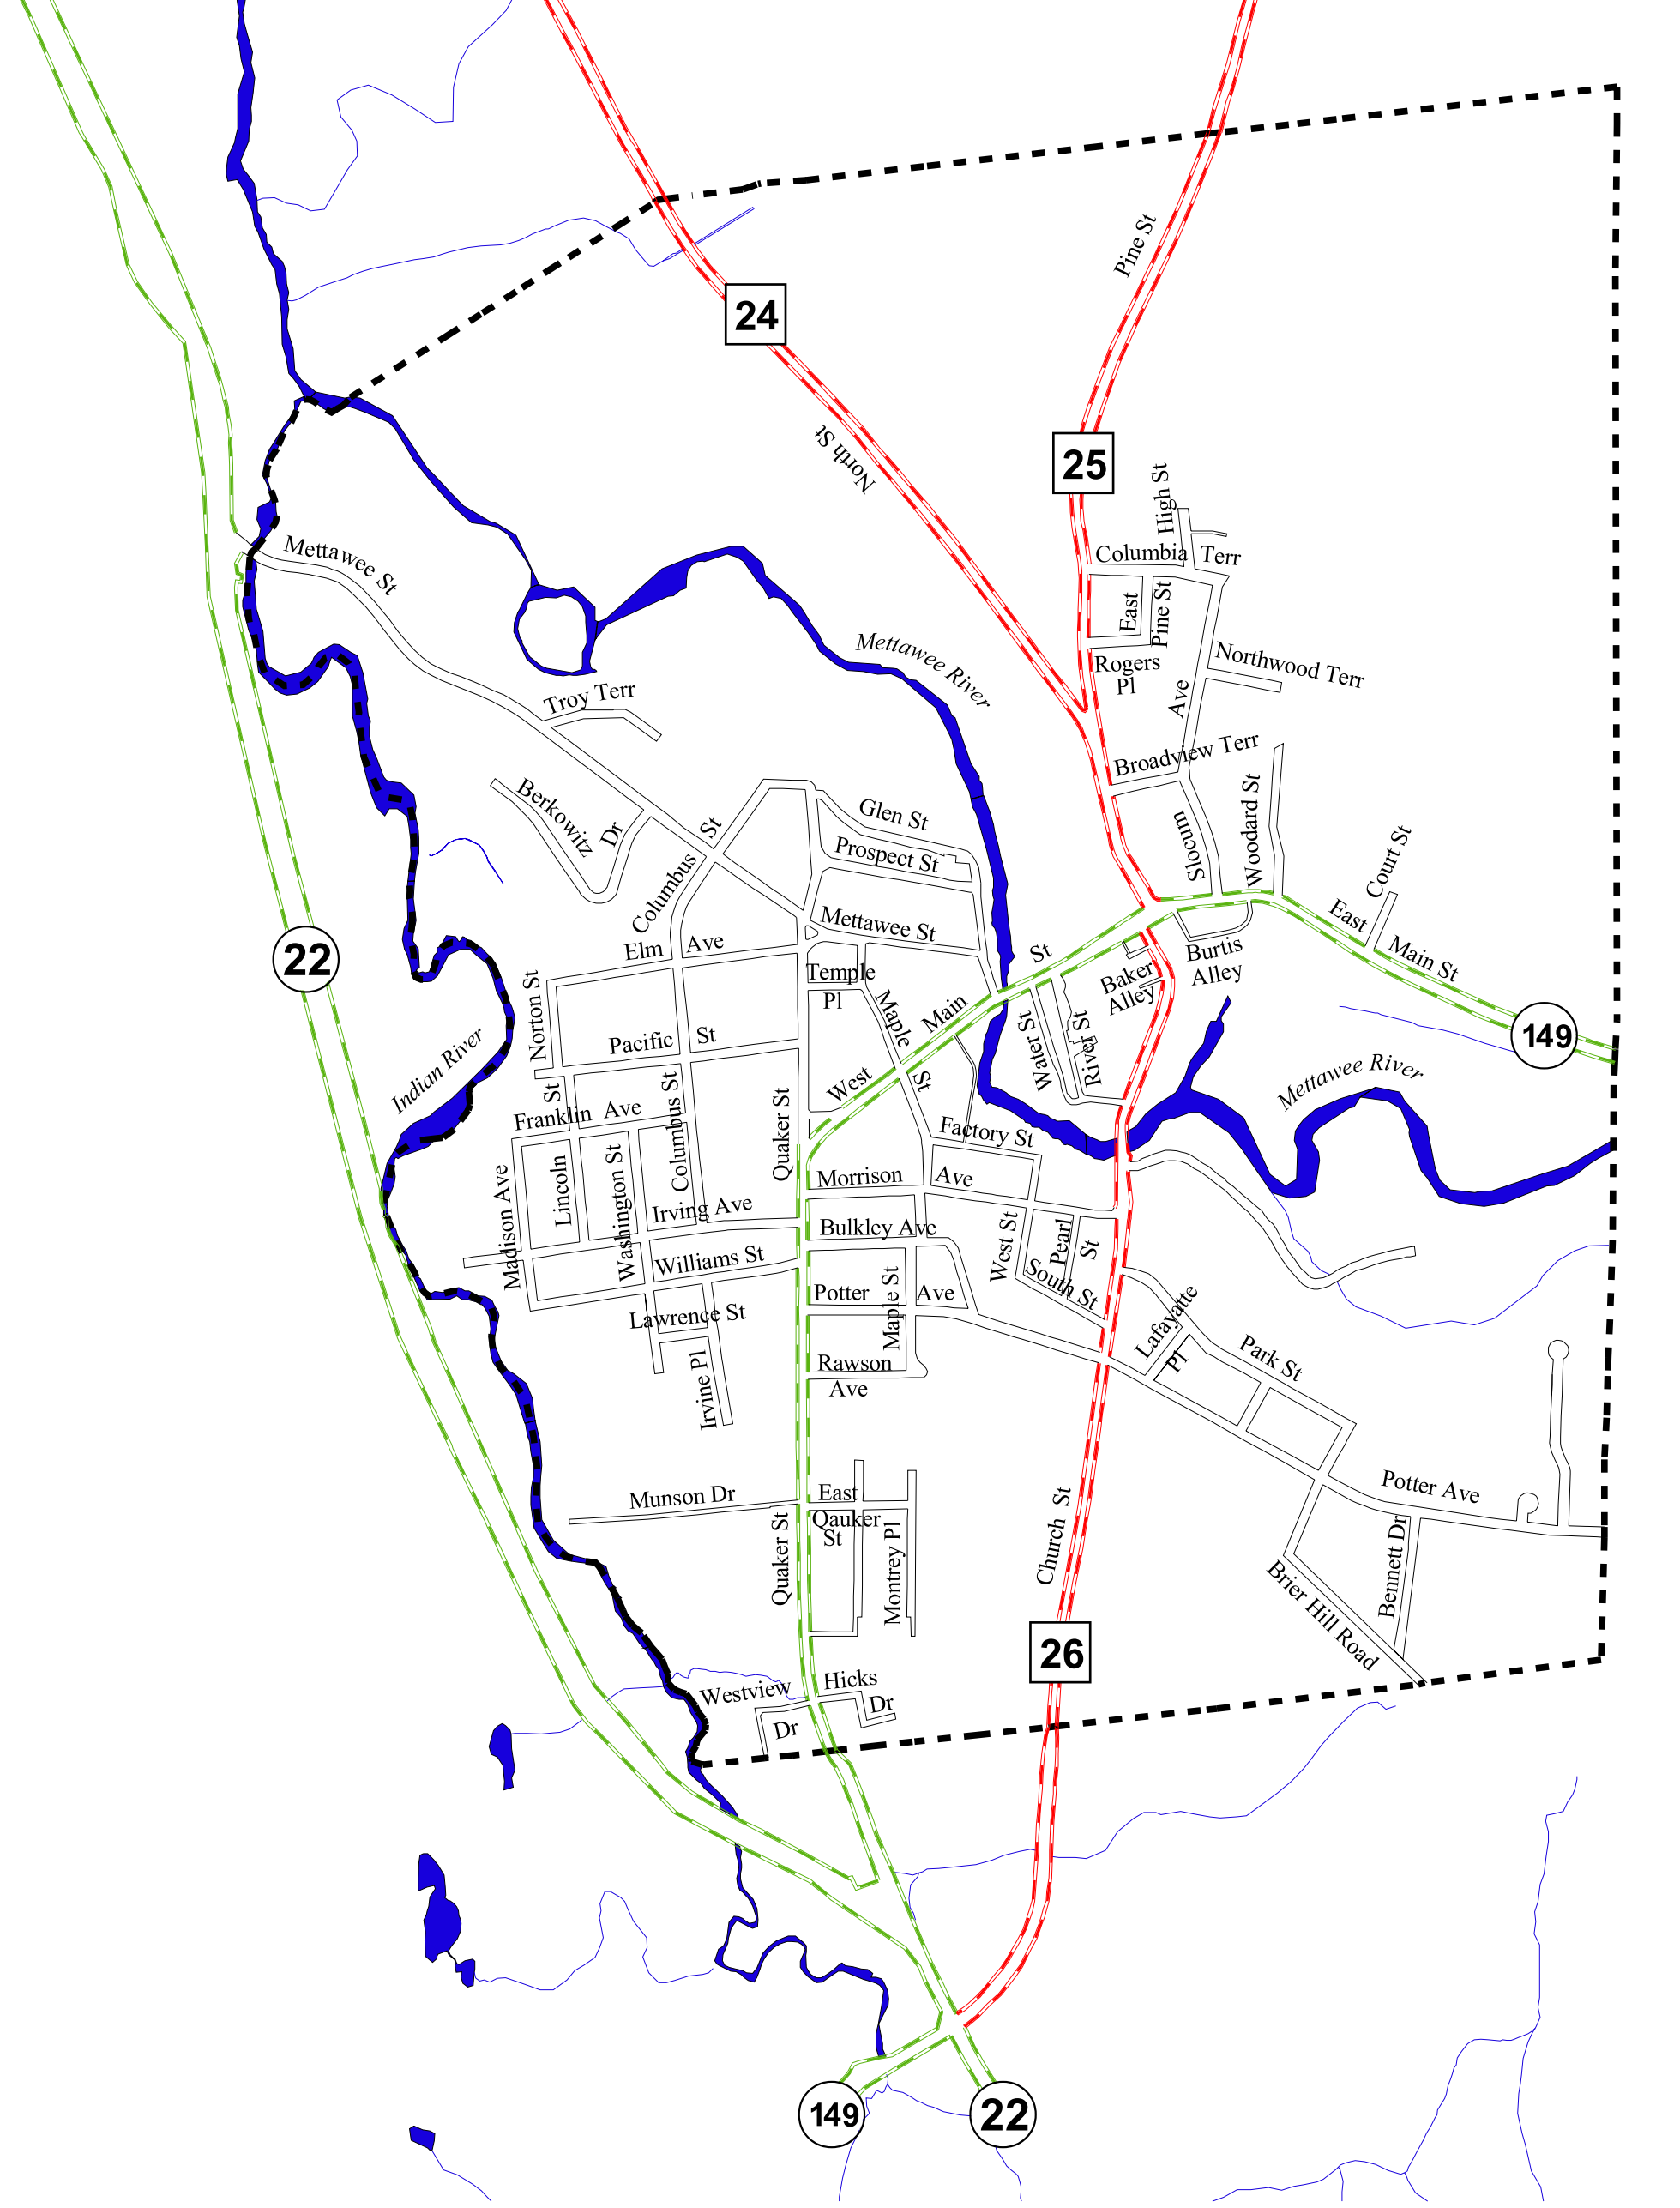 Pine St
24
North St
25
High St
Columbia Terr
East
Pine St
Mettawee St
Mettawee River
Rogers
Pl
Northwood Terr
Troy Terr
Ave
Broadview Terr
Berkowitz
Dr
Columbus St
Glen St
Prospect St
Slocum
Woodard St
Court St
22
Elm Ave
Mettawee St
East Main St
Norton St
Temple
Pl
Maple St
West Main St
Baker
Alley
Burtis
Alley
149
Indian River
Pacific St
Water St
River St
Mettawee River
St
Franklin Ave
Columbus St
Quaker St
Factory St
Madison Ave
Lincoln
Washington St
Irving Ave
Morrison Ave
Bulkley Ave
West St
Pearl
St
Williams St
South St
Potter Ave
Maple St
Lawrence St
Lafayatte
Pl
Park St
Irvine Pl
Rawson
Ave
Munson Dr
East
Qauker
St
Quaker St
Montrey Pl
Church St
Potter Ave
Bennett Dr
Brier Hill Road
26
Westview
Dr
Hicks
Dr
149
22